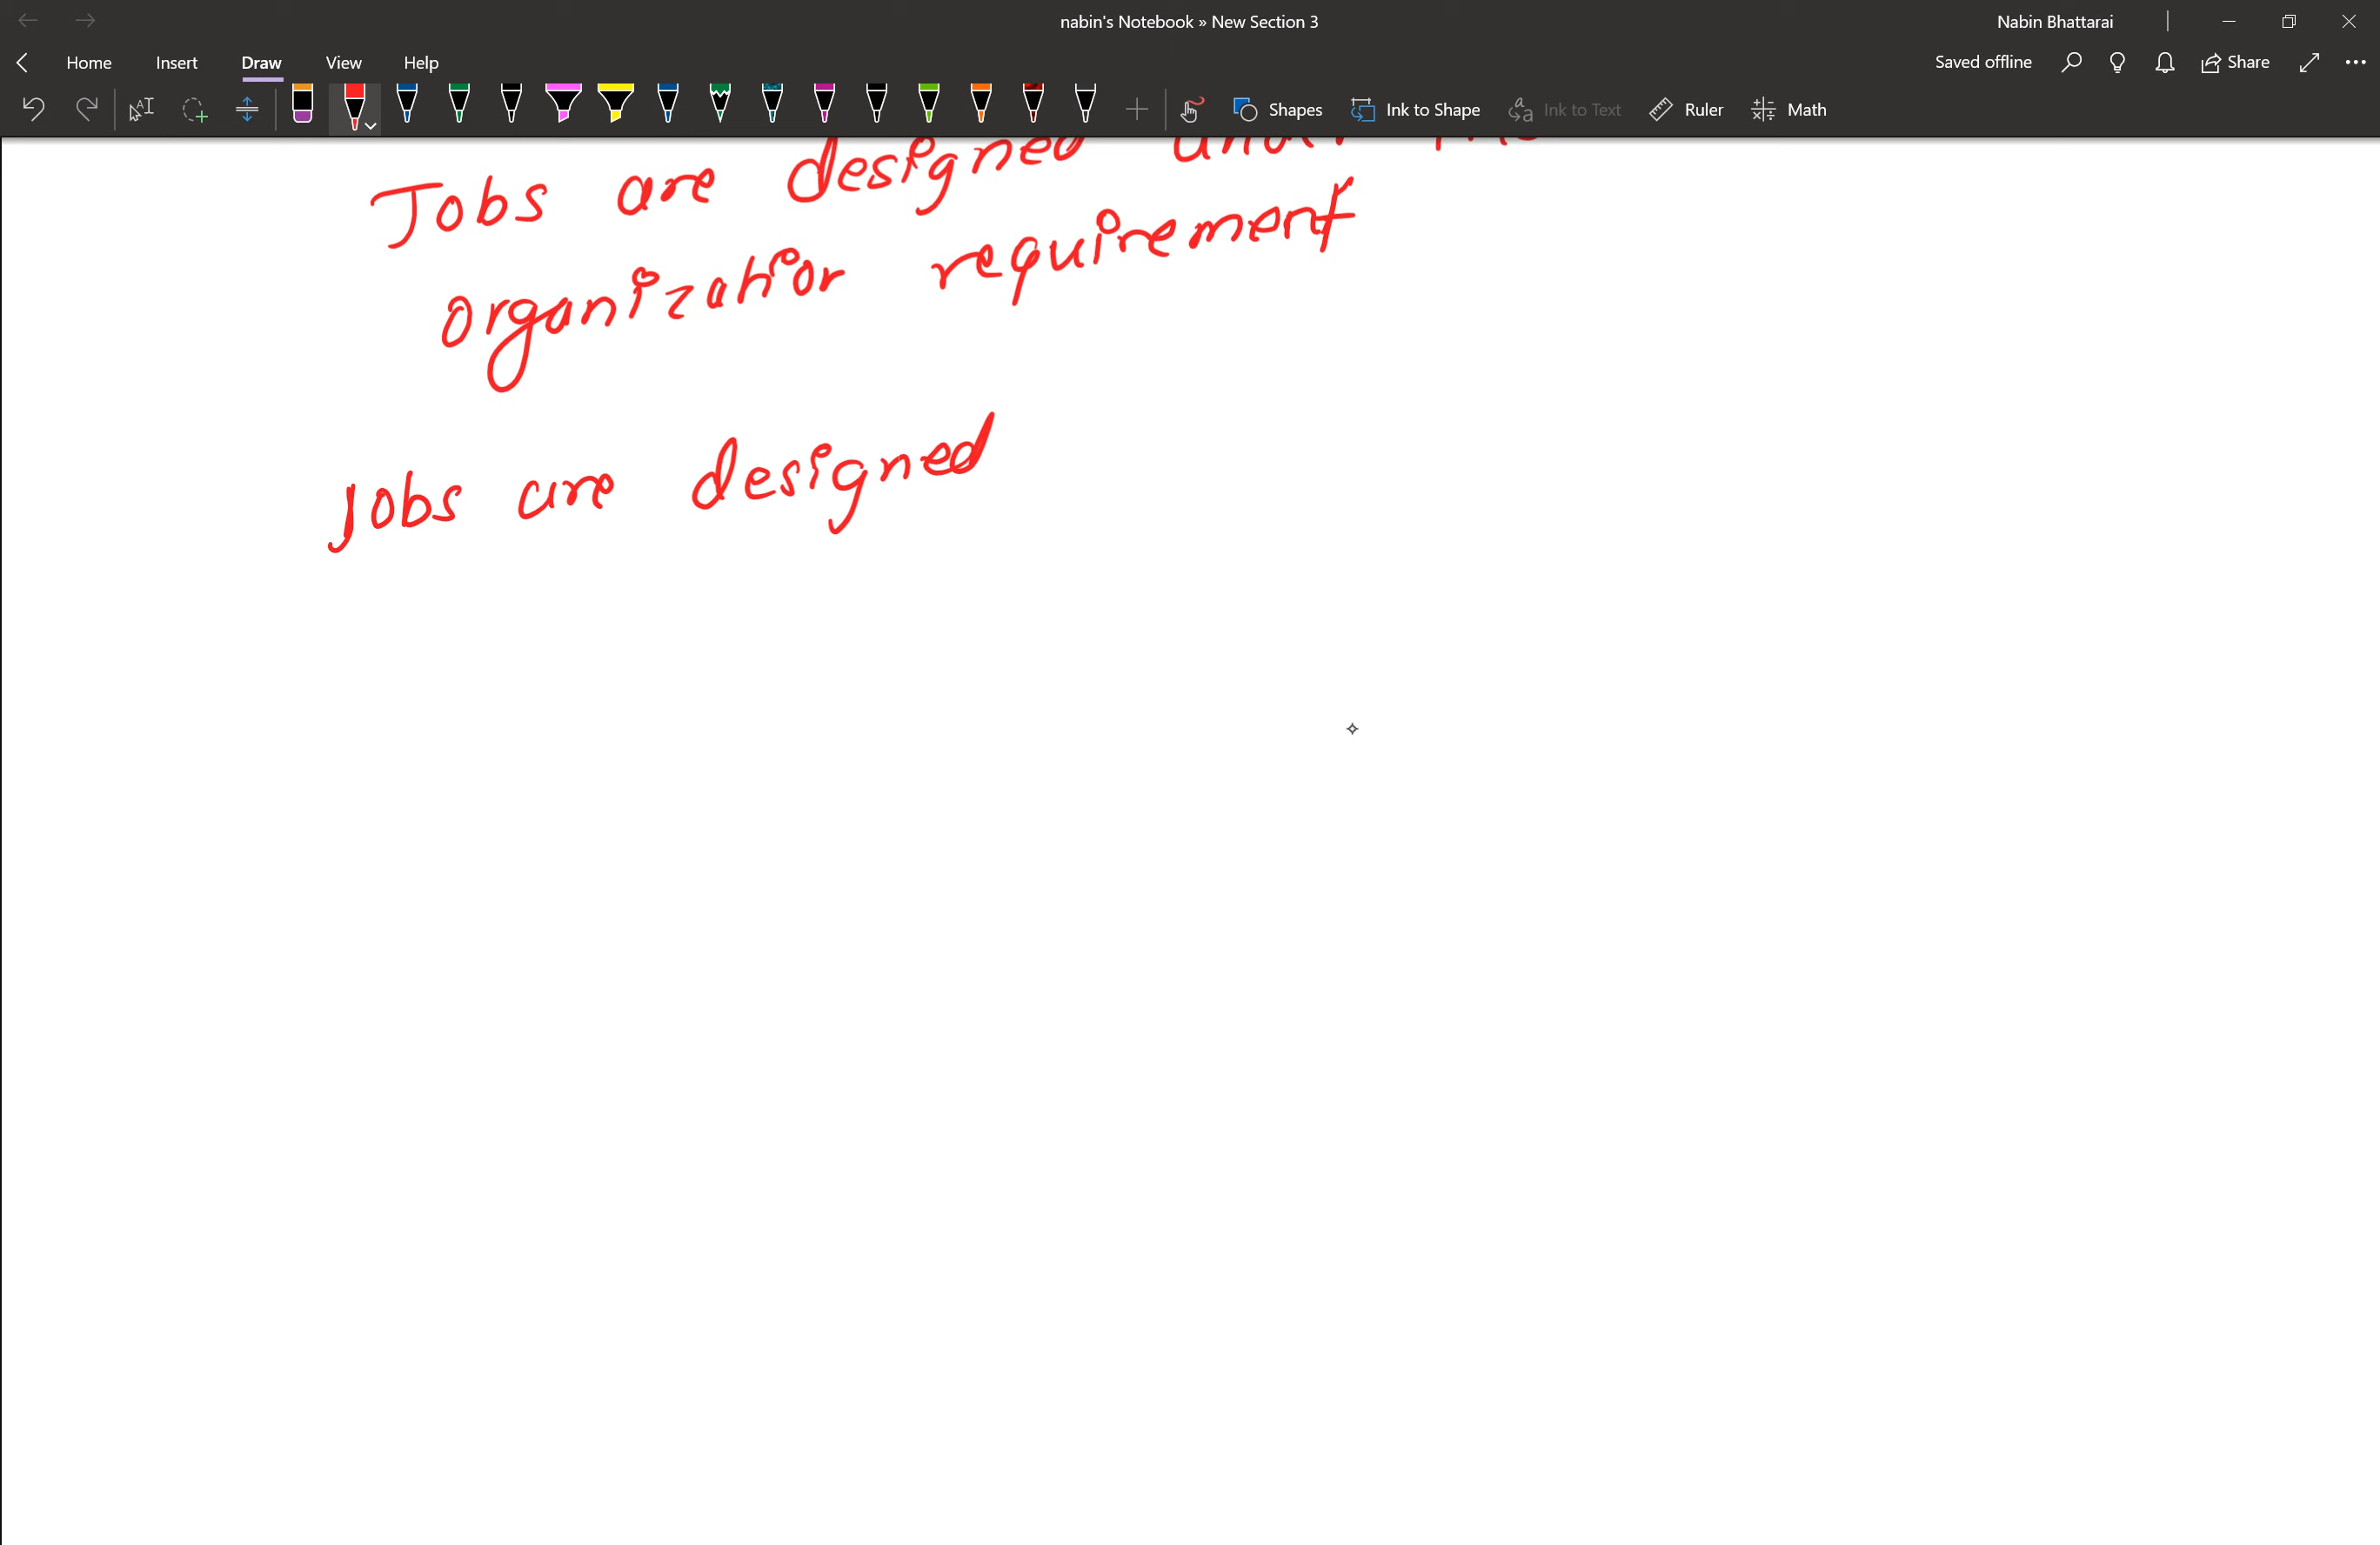 nabin's Notebook » New Section 3
Nabin Bhattarai
Home Insert Draw View Help
Saved offline
Share
Shapes
Ink to Shape
Ink to Text
Ruler
Math
Jobs are designed
organization requirement
jobs are designed